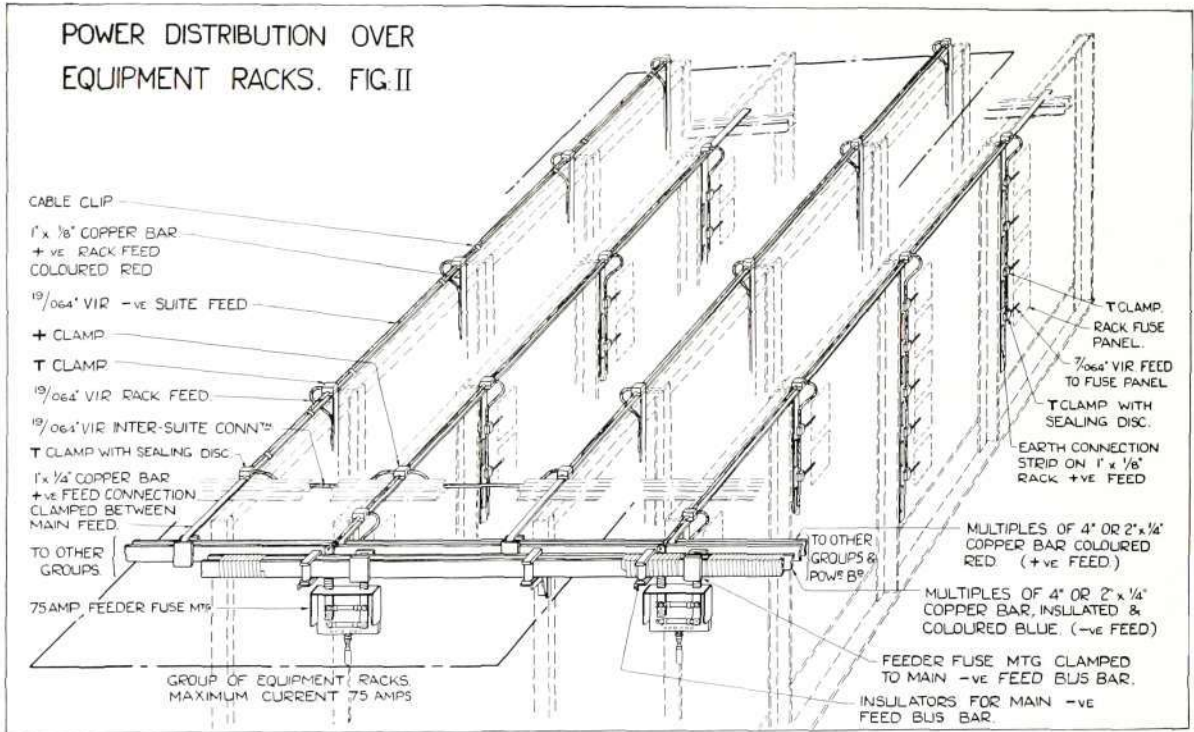 POWER DISTRIBUTION OVER
EQUIPMENT RACKS. FIG.II
CABLE CLIP
1" x 1/8" COPPER BAR
+ VE RACK FEED
COLOURED RED
19/064" VIR -VE SUITE FEED
+ CLAMP
T CLAMP
19/064" VIR RACK FEED.
19/064" VIR INTER-SUITE CONNTN
T CLAMP WITH SEALING DISC.
1" x 1/4" COPPER BAR
+VE FEED CONNECTION
CLAMPED BETWEEN
MAIN FEED.
TO OTHER
GROUPS.
75 AMP. FEEDER FUSE MTG
GROUP OF EQUIPMENT RACKS.
MAXIMUM CURRENT 75 AMPS
T CLAMP.
RACK FUSE
PANEL.
7/064" VIR FEED
TO FUSE PANEL
T CLAMP WITH
SEALING DISC.
EARTH CONNECTION
STRIP ON 1" x 1/8"
RACK +VE FEED
TO OTHER
GROUPS &
POWR BD
MULTIPLES OF 4" OR 2" x 1/4"
COPPER BAR COLOURED
RED. (+VE FEED.)
MULTIPLES OF 4" OR 2" x 1/4"
COPPER BAR, INSULATED &
COLOURED BLUE. (-VE FEED)
FEEDER FUSE MTG CLAMPED
TO MAIN -VE FEED BUS BAR.
INSULATORS FOR MAIN -VE
FEED BUS BAR.